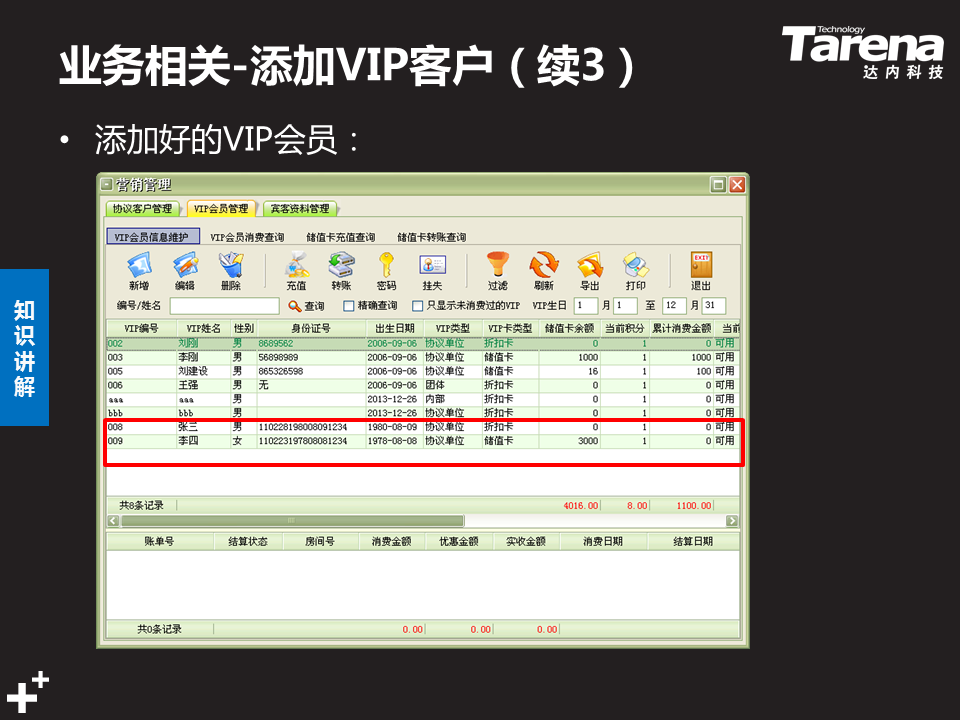 业务相关-添加VIP客户（续3）
Technology
Tarena
达内科技
• 添加好的VIP会员：
知识讲解
营销管理
协议客户管理 VIP会员管理 宾客资料管理
VIP会员信息维护 VIP会员消费查询 储值卡充值查询 储值卡转账查询
新增 编辑 删除 充值 转账 密码 挂失 过滤 刷新 导出 打印 退出
编号/姓名 查询 精确查询 只显示未消费过的VIP VIP生日 1 月 1 至 12 月 31
VIP编号 VIP姓名 性别 身份证号 出生日期 VIP类型 VIP卡类型 储值卡余额 当前积分 累计消费金额 当前
002 刘刚 男 8689562 2006-09-06 协议单位 折扣卡 0 1 0 可用
003 李刚 男 56898989 2006-09-06 协议单位 储值卡 1000 1 1000 可用
005 刘建设 男 865326598 2006-09-06 协议单位 储值卡 16 1 100 可用
006 王强 男 无 2006-09-06 团体 折扣卡 0 1 0 可用
aaa aaa 男 2013-12-26 内部 折扣卡 0 1 0 可用
bbb bbb 男 2013-12-26 协议单位 折扣卡 0 1 0 可用
008 张三 男 110228198008091234 1980-08-09 协议单位 折扣卡 0 1 0 可用
009 李四 女 110223197808081234 1978-08-08 协议单位 储值卡 3000 1 0 可用
共8条记录 4016.00 8.00 1100.00
账单号 结算状态 房间号 消费金额 优惠金额 实收金额 消费日期 结算日期
共0条记录 0.00 0.00 0.00